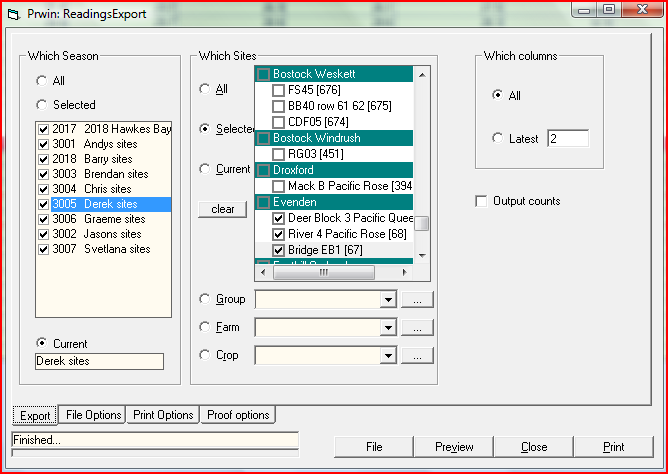 Prwin: ReadingsExport
Which Season
All
Selected
2017 2018 Hawkes Bay
3001 Andys sites
2018 Barry sites
3003 Brendan sites
3004 Chris sites
3005 Derek sites
3006 Graeme sites
3002 Jasons sites
3007 Svetlana sites
Current
Derek sites
Which Sites
All
Selecte
Current
clear
Bostock Weskett
FS45 [676]
BB40 row 61 62 [675]
CDF05 [674]
Bostock Windrush
RG03 [451]
Droxford
Mack B Pacific Rose [394
Evenden
Deer Block 3 Pacific Quee
River 4 Pacific Rose [68]
Bridge EB1 [67]
Group
...
Farm
...
Crop
...
Which columns
All
Latest 2
Output counts
Export File Options Print Options Proof options
Finished...
File Preview Close Print